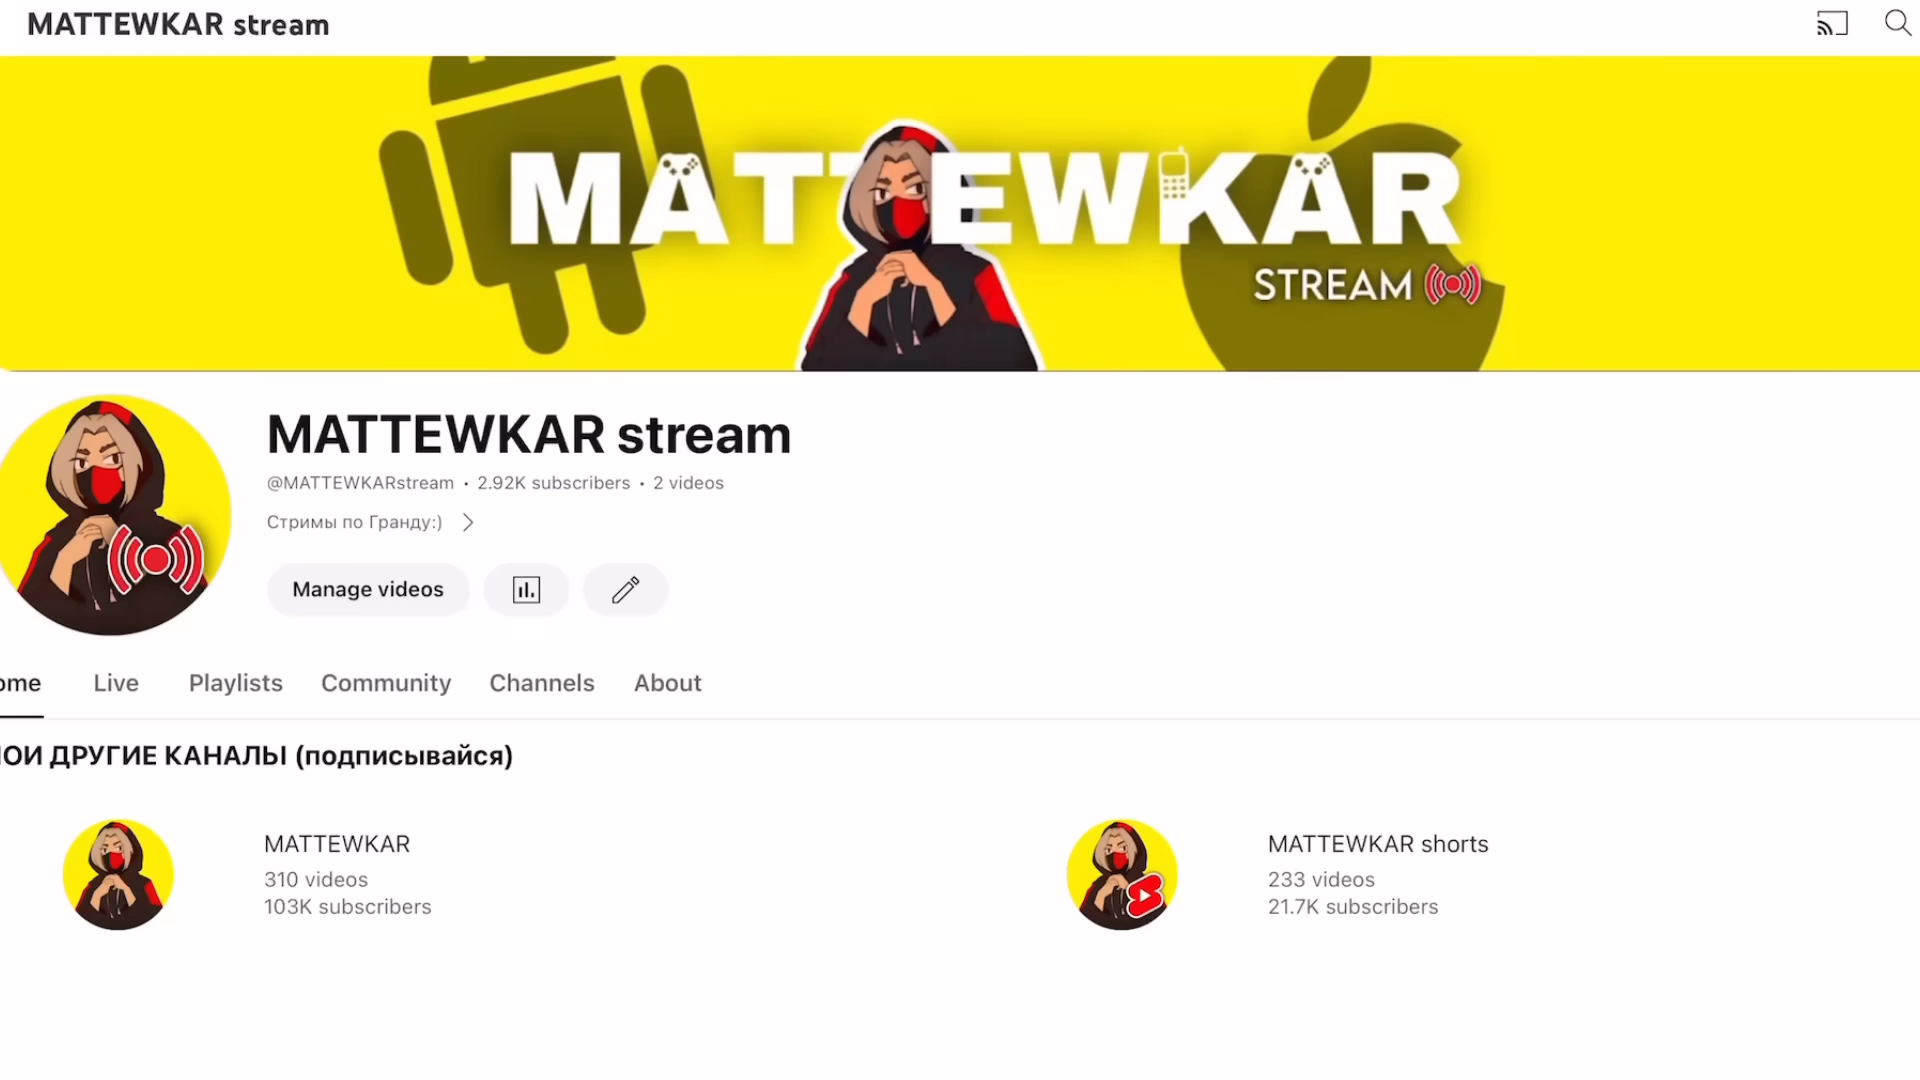 MATTEWKAR stream
MATTEWKAR
STREAM
MATTEWKAR stream
@MATTEWKARstream • 2.92K subscribers • 2 videos
Стримы по Гранду:)
Manage videos
ome Live Playlists Community Channels About
ОИ ДРУГИЕ КАНАЛЫ (подписывайся)
MATTEWKAR
310 videos
103K subscribers
MATTEWKAR shorts
233 videos
21.7K subscribers